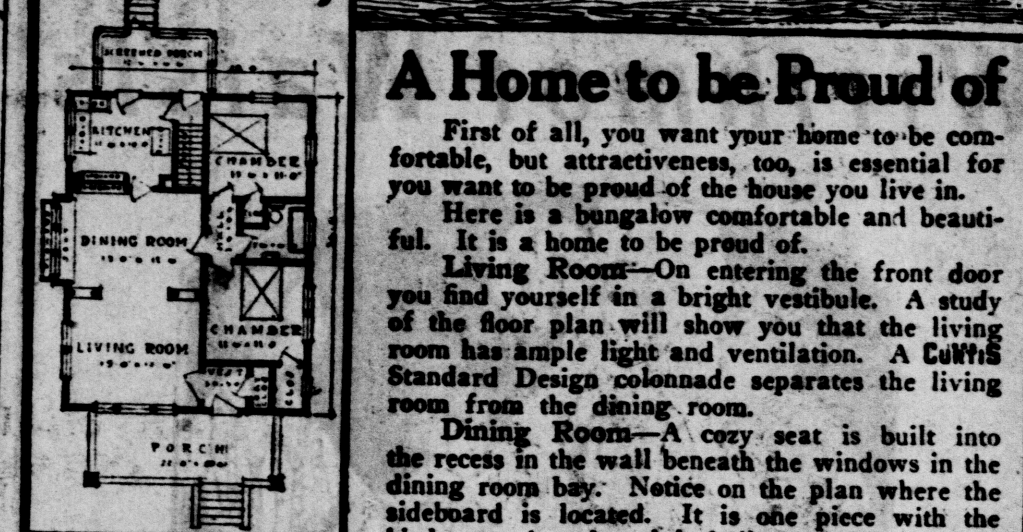 SCREENED PORCH
KITCHEN
CHAMBER
DINING ROOM
CHAMBER
LIVING ROOM
VEST
CLOS
PORCH
A Home to be Proud of
First of all, you want your home to be com-
fortable, but attractiveness, too, is essential for
you want to be proud of the house you live in.
Here is a bungalow comfortable and beauti-
ful. It is a home to be proud of.
Living Room—On entering the front door
you find yourself in a bright vestibule. A study
of the floor plan will show you that the living
room has ample light and ventilation. A CURTIS
Standard Design colonnade separates the living
room from the dining room.
Dining Room—A cozy seat is built into
the recess in the wall beneath the windows in the
dining room bay. Notice on the plan where the
sideboard is located. It is one piece with the